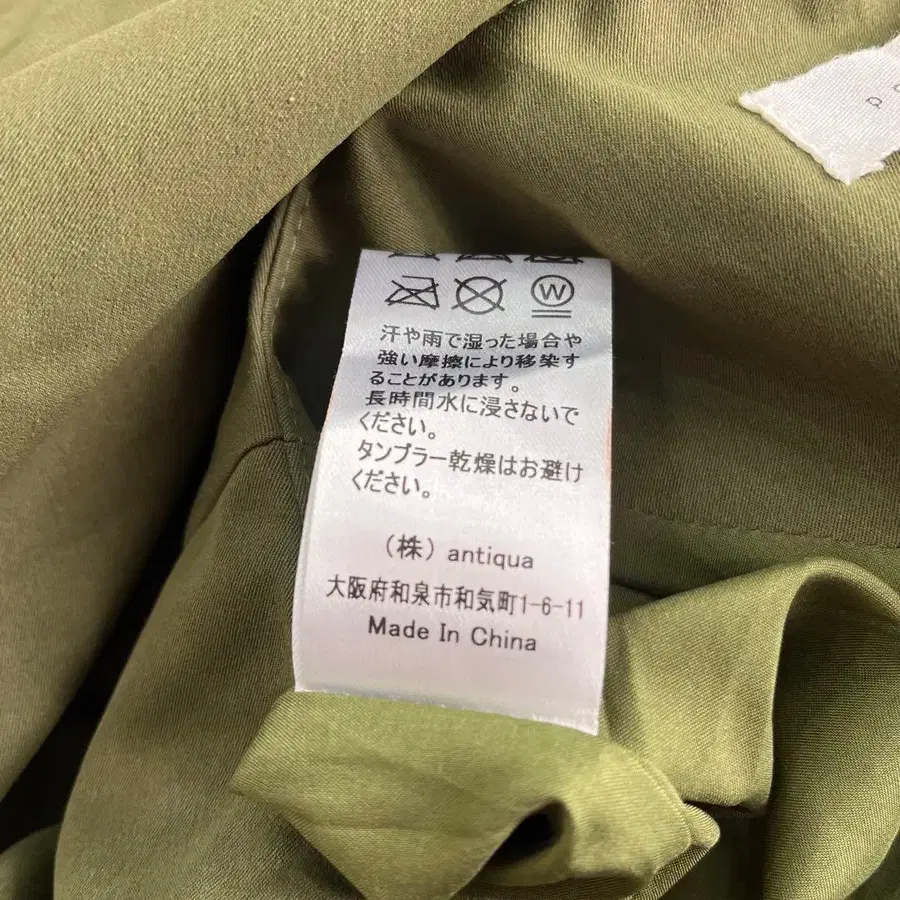 W
汗や雨で湿った場合や
強い摩擦により移染す
ることがあります。
長時間水に浸さないで
ください。
タンブラー乾燥はお避け
ください。
（株）antiqua
大阪府和泉市和気町1-6-11
Made In China